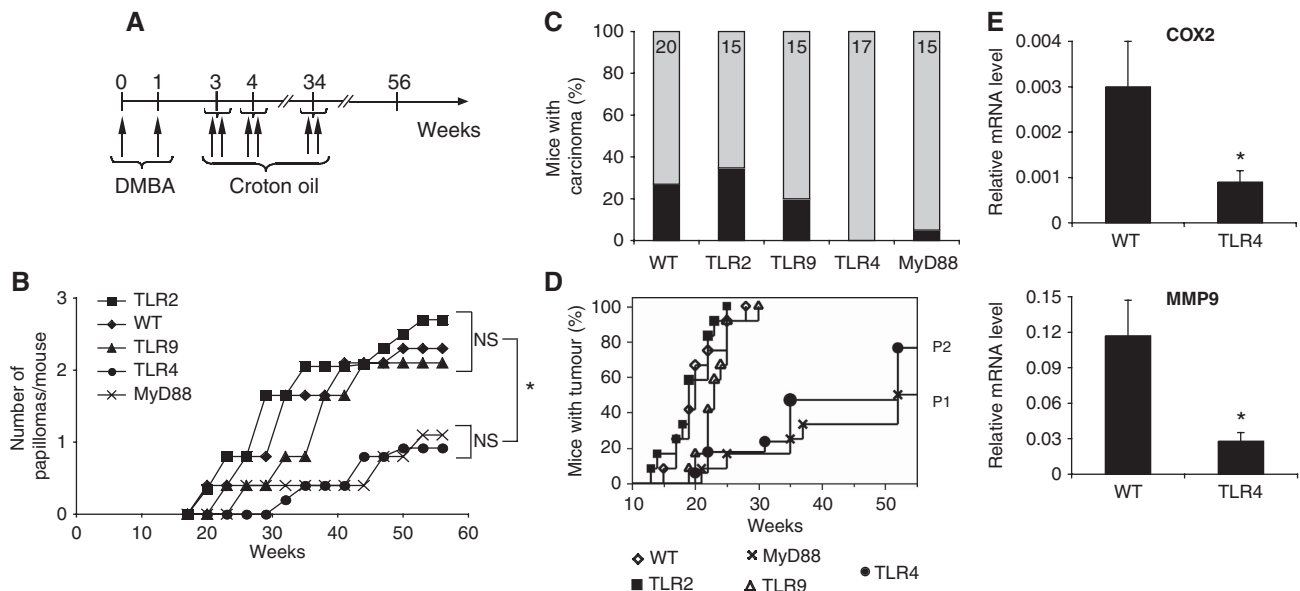 A
0 1 3 4 34 56
Weeks
DMBA
Croton oil
B
Number of
papillomas/mouse
3
2
1
0
0 10 20 30 40 50 60
Weeks
TLR2
WT
TLR9
TLR4
MyD88
NS
NS
*
C
Mice with
carcinoma (%)
100
80
60
40
20
0
20 15 15 17 15
WT TLR2 TLR9 TLR4 MyD88
D
Mice with tumour (%)
100
80
60
40
20
0
10 20 30 40 50
Weeks
P2
P1
WT MyD88 TLR4
TLR2 TLR9
E
COX2
Relative mRNA level
0.004
0.003
0.002
0.001
0
*
WT TLR4
MMP9
Relative mRNA level
0.15
0.12
0.09
0.06
0.03
0
*
WT TLR4